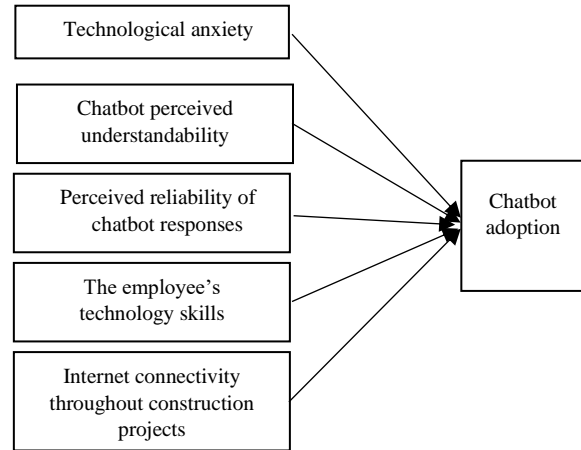 Technological anxiety
Chatbot perceived
understandability
Perceived reliability of
chatbot responses
The employee’s
technology skills
Internet connectivity
throughout construction
projects
Chatbot
adoption